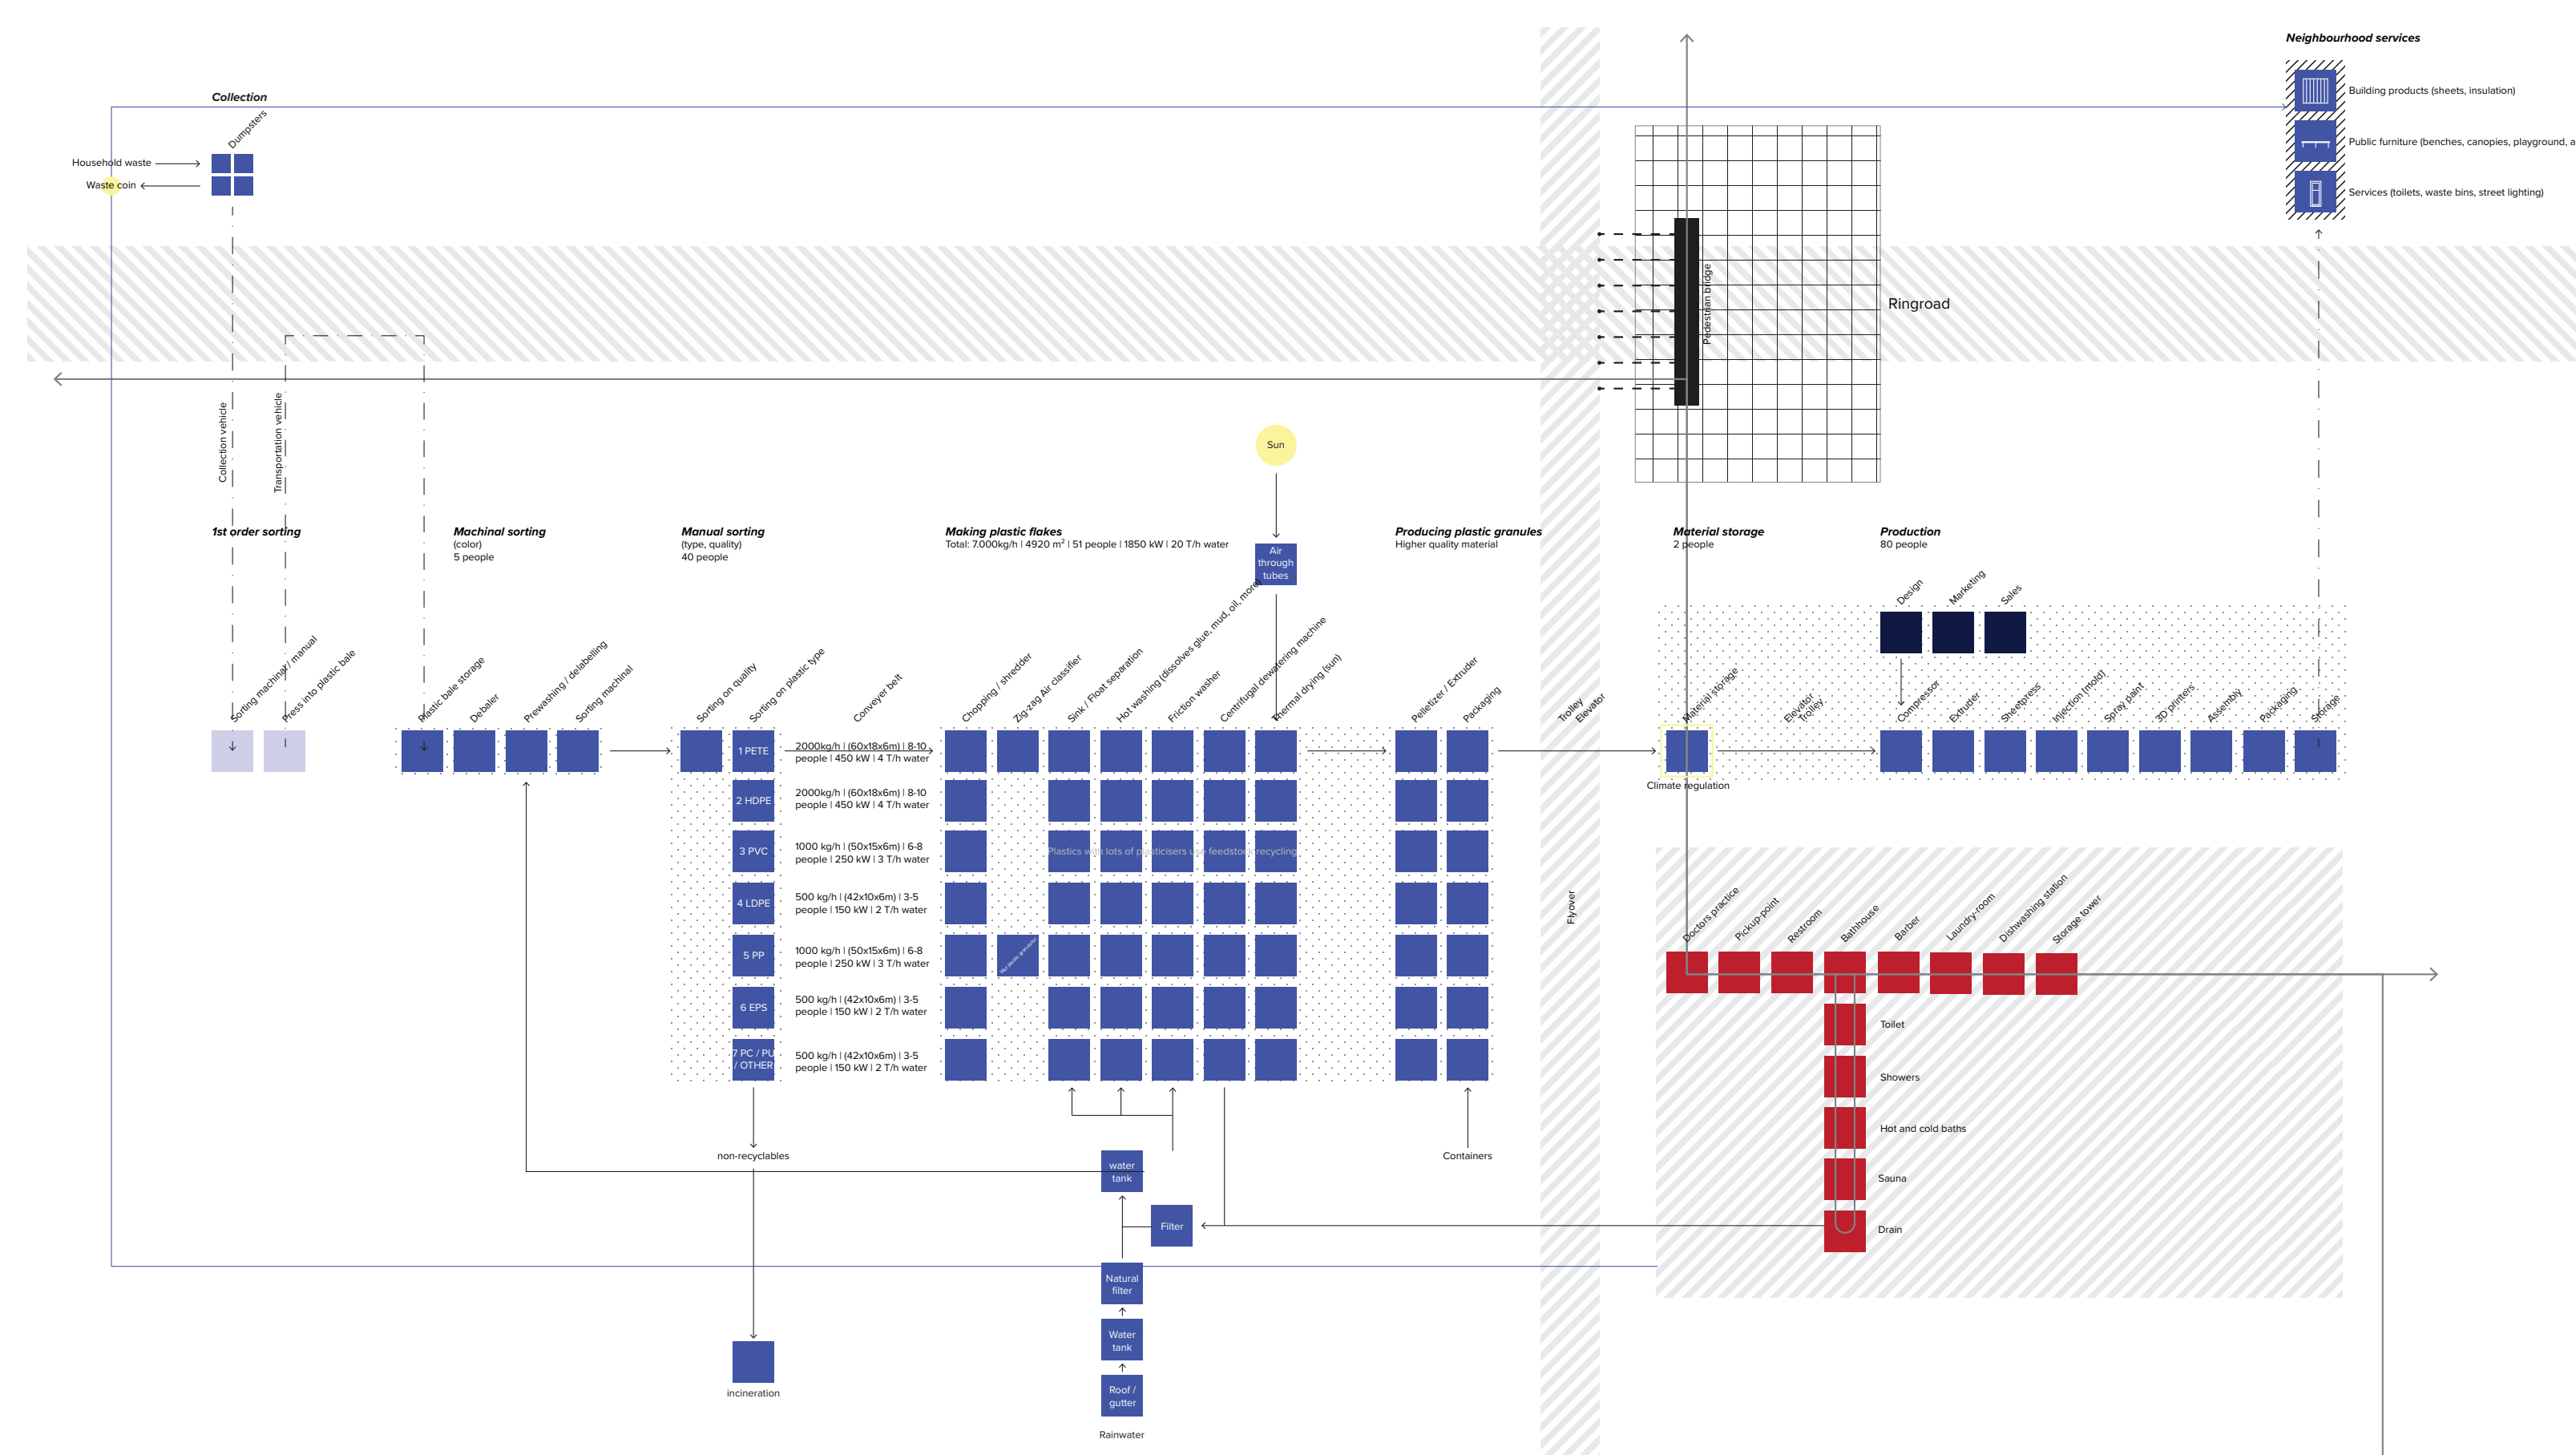 Neighbourhood services
Building products (sheets, insulation)
Public furniture (benches, canopies, playground, a
Services (toilets, waste bins, street lighting)
Collection
Dumpsters
Household waste
Waste coin
Pedestrian bridge
Ringroad
Collection vehicle
Transportation vehicle
Sun
Air
through
tubes
1st order sorting
Machinal sorting
(color)
5 people
Manual sorting
(type, quality)
40 people
Making plastic flakes
Total: 7.000kg/h | 4920 m² | 51 people | 1850 kW | 20 T/h water
Producing plastic granules
Higher quality material
Material storage
2 people
Production
80 people
Design
Marketing
Sales
Sorting machinal / manual
Press into plastic bale
Plastic bale storage
Debaler
Prewashing / delabelling
Sorting machinal
Sorting on quality
Sorting on plastic type
Conveyer belt
Chopping / shredder
Zig-zag Air classifier
Sink / Float separation
Hot washing (dissolves glue, mud, oil, more)
Friction washer
Centrifugal dewatering machine
Thermal drying (sun)
Pelletizer / Extruder
Packaging
Trolley
Elevator
Material storage
Elevator
Trolley
Compressor
Extruder
Sheetpress
Injection (mold)
Spray paint
3D printers
Assembly
Packaging
Storage
Climate regulation
1 PETE
2000kg/h | (60x18x6m) | 8-10
people | 450 kW | 4 T/h water
2 HDPE
2000kg/h | (60x18x6m) | 8-10
people | 450 kW | 4 T/h water
3 PVC
1000 kg/h | (50x15x6m) | 6-8
people | 250 kW | 3 T/h water
Plastics with lots of plasticisers use feedstock recycling
4 LDPE
500 kg/h | (42x10x6m) | 3-5
people | 150 kW | 2 T/h water
5 PP
1000 kg/h | (50x15x6m) | 6-8
people | 250 kW | 3 T/h water
6 EPS
500 kg/h | (42x10x6m) | 3-5
people | 150 kW | 2 T/h water
7 PC / PU
/ OTHER
500 kg/h | (42x10x6m) | 3-5
people | 150 kW | 2 T/h water
Flyover
Doctors practice
Pickup-point
Restroom
Bathhouse
Barber
Laundry-room
Dishwashing station
Storage tower
Toilet
Showers
Hot and cold baths
Sauna
Drain
non-recyclables
Containers
water
tank
Filter
Natural
filter
Water
tank
Roof /
gutter
Rainwater
incineration